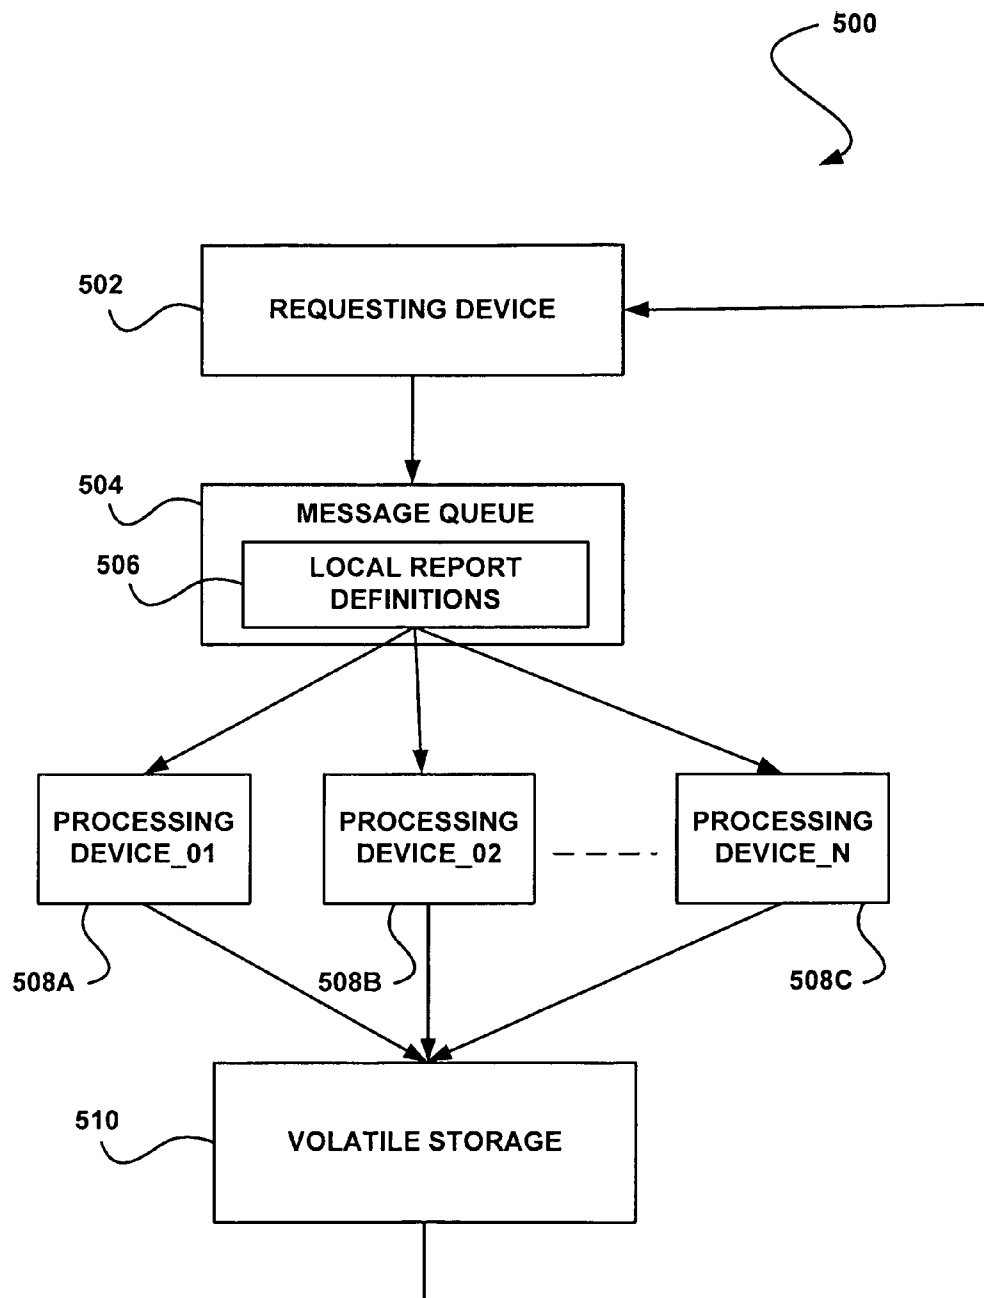 500
502
REQUESTING DEVICE
504
MESSAGE QUEUE
506
LOCAL REPORT
DEFINITIONS
PROCESSING
DEVICE_01
PROCESSING
DEVICE_02
PROCESSING
DEVICE_N
508A
508B
508C
510
VOLATILE STORAGE